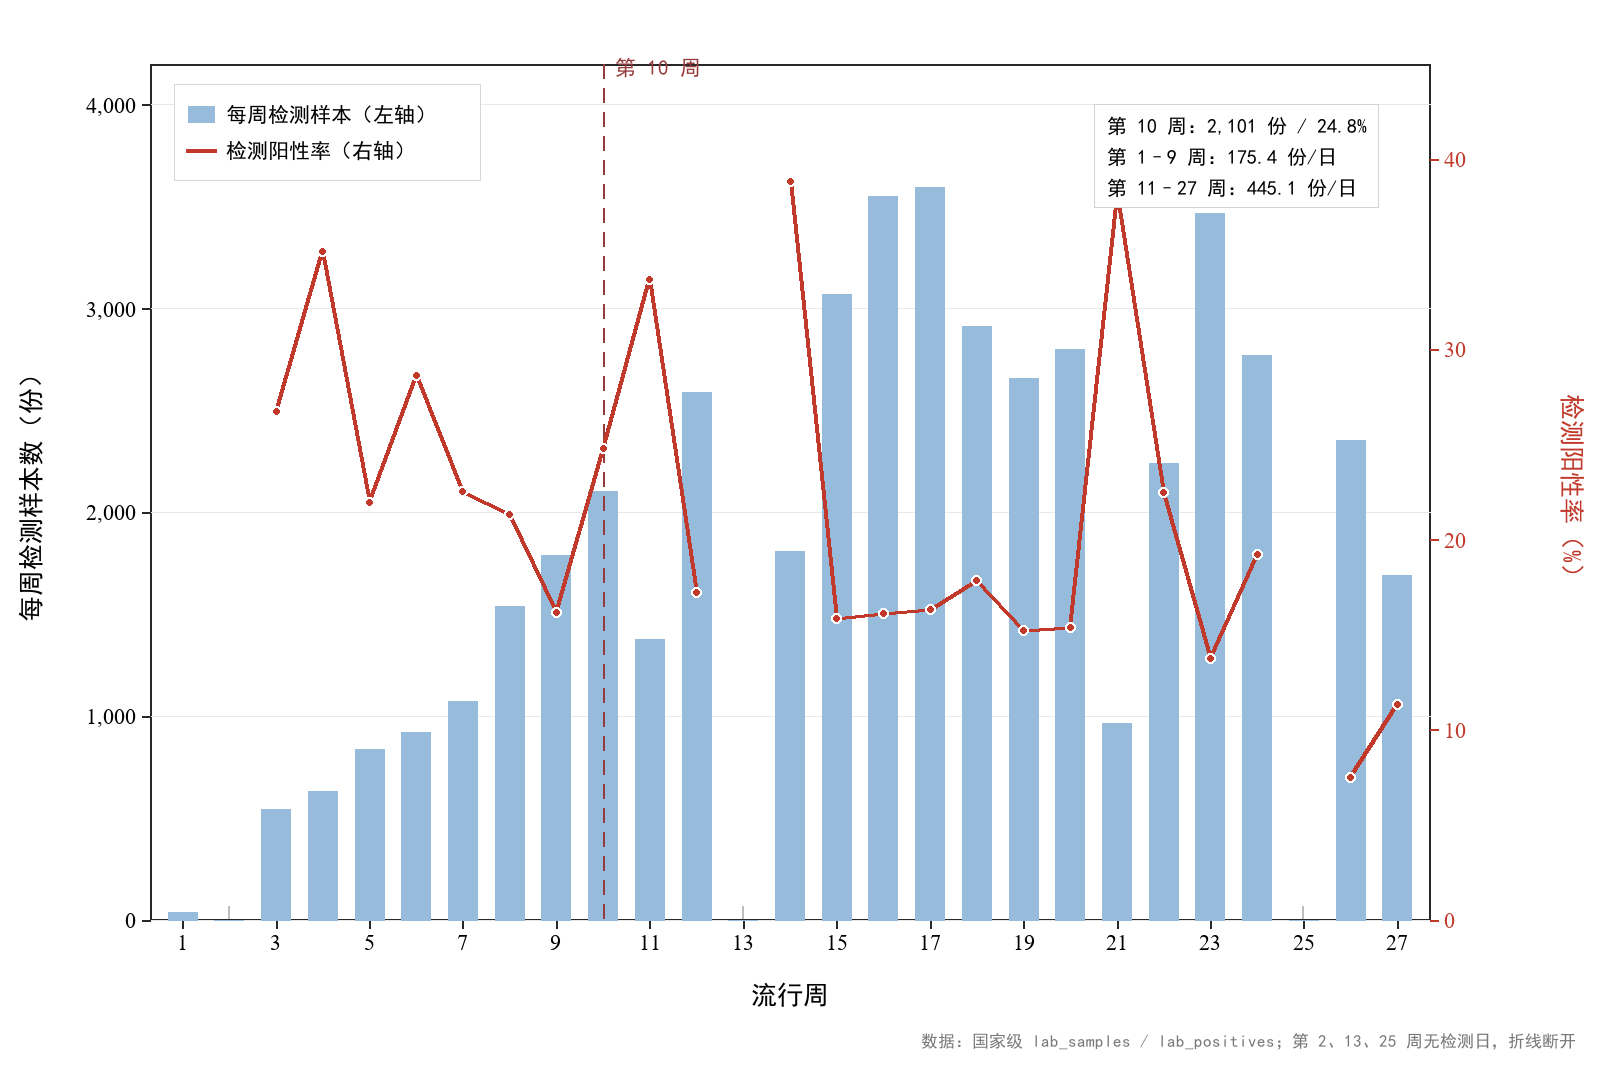 第 10 周
每周检测样本（左轴）
检测阳性率（右轴）
第 10 周：2,101 份 / 24.8%
第 1–9 周：175.4 份/日
第 11–27 周：445.1 份/日
每周检测样本数（份）
4,000
3,000
2,000
1,000
0
40
30
20
10
0
检测阳性率（%）
1 3 5 7 9 11 13 15 17 19 21 23 25 27
流行周
数据：国家级 lab_samples / lab_positives；第 2、13、25 周无检测日，折线断开